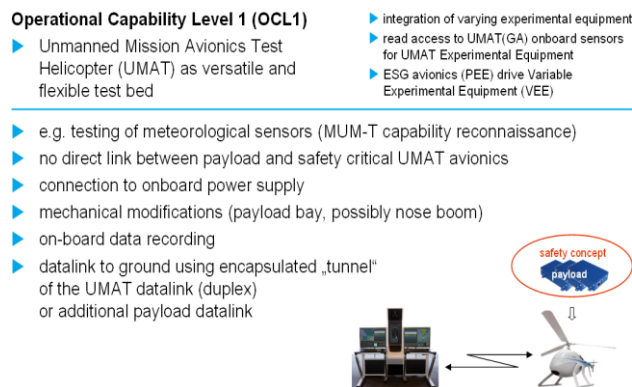 Operational Capability Level 1 (OCL1)
Unmanned Mission Avionics Test
Helicopter (UMAT) as versatile and
flexible test bed
integration of varying experimental equipment
read access to UMAT(GA) onboard sensors
for UMAT Experimental Equipment
ESG avionics (PEE) drive Variable
Experimental Equipment (VEE)
e.g. testing of meteorological sensors (MUM-T capability reconnaissance)
no direct link between payload and safety critical UMAT avionics
connection to onboard power supply
mechanical modifications (payload bay, possibly nose boom)
on-board data recording
datalink to ground using encapsulated „tunnel“
of the UMAT datalink (duplex)
or additional payload datalink
safety concept
payload